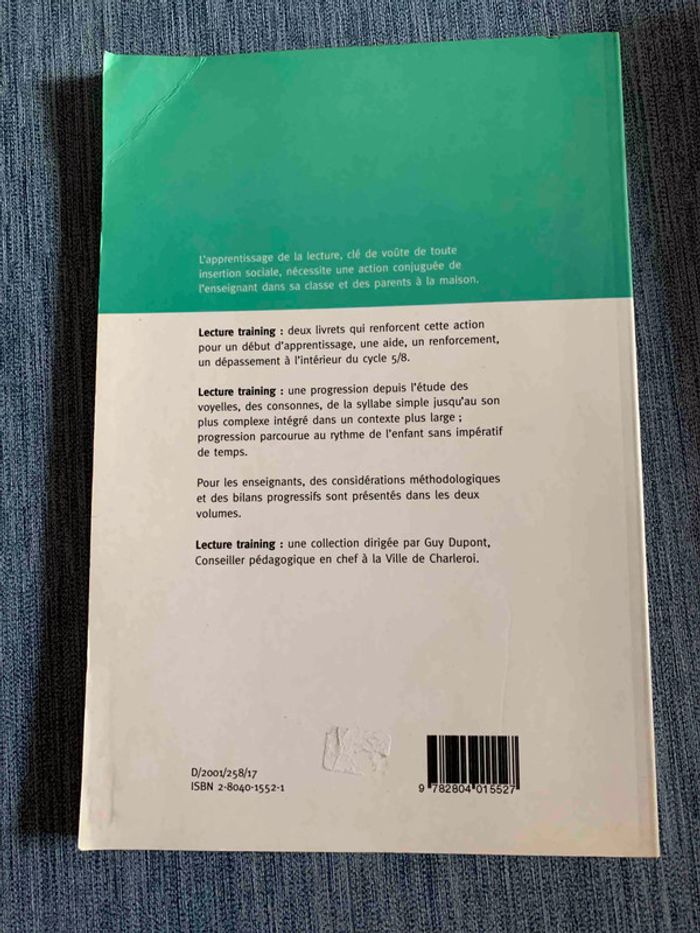 L'apprentissage de la lecture, clé de voûte de toute
insertion sociale, nécessite une action conjuguée de
l'enseignant dans sa classe et des parents à la maison.
Lecture training : deux livrets qui renforcent cette action
pour un début d'apprentissage, une aide, un renforcement,
un dépassement à l'intérieur du cycle 5/8.
Lecture training : une progression depuis l'étude des
voyelles, des consonnes, de la syllabe simple jusqu'au son
plus complexe intégré dans un contexte plus large ;
progression parcourue au rythme de l'enfant sans impératif
de temps.
Pour les enseignants, des considérations méthodologiques
et des bilans progressifs sont présentés dans les deux
volumes.
Lecture training : une collection dirigée par Guy Dupont,
Conseiller pédagogique en chef à la Ville de Charleroi.
D/2001/258/17
ISBN 2-8040-1552-1
9 782804 015527